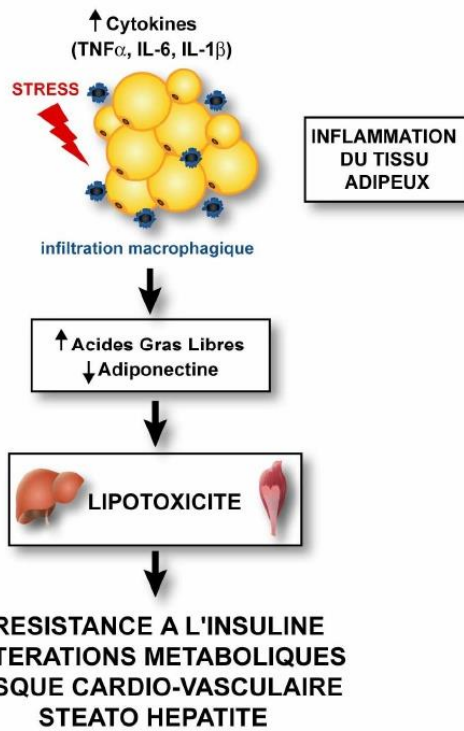 ↑ Cytokines
(TNFα, IL-6, IL-1β)
STRESS
INFLAMMATION
DU TISSU
ADIPEUX
infiltration macrophagique
↑ Acides Gras Libres
↓ Adiponectine
LIPOTOXICITE
RESISTANCE A L'INSULINE
TERATIONS METABOLIQUES
SQUE CARDIO-VASCULAIRE
STEATO HEPATITE